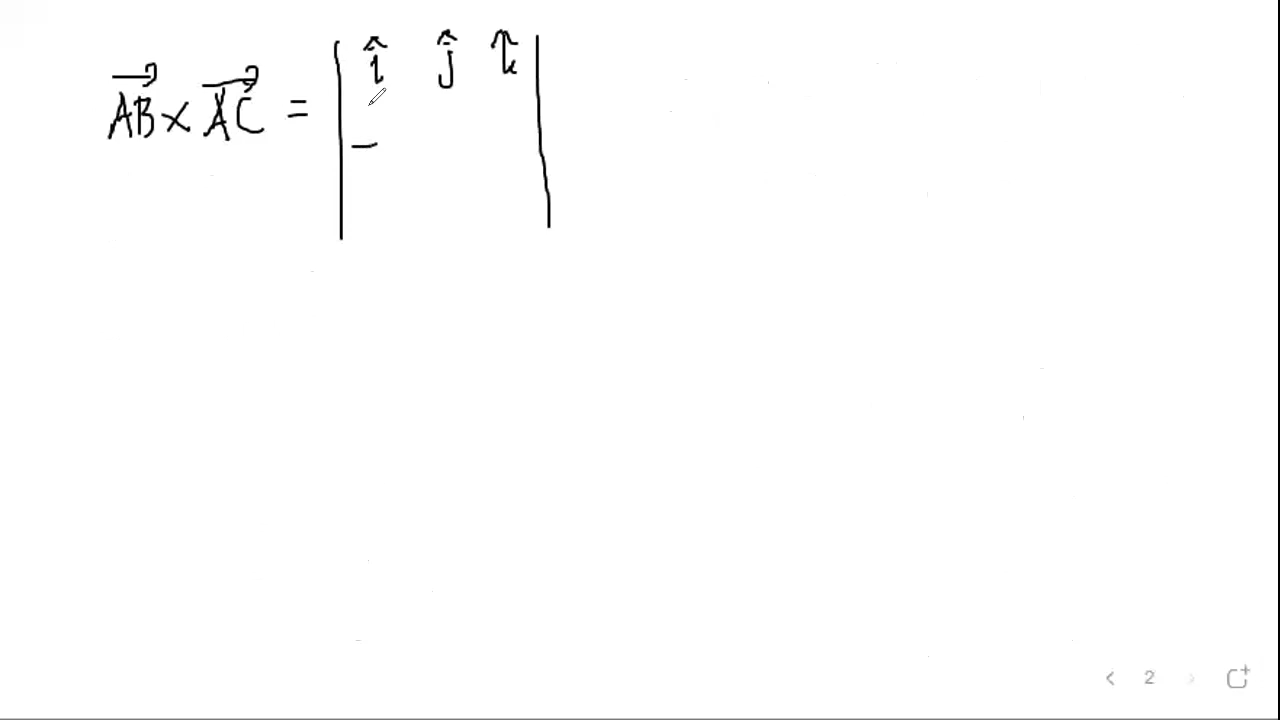 AB × AC = | î ĵ k̂ |
−
< 2 >